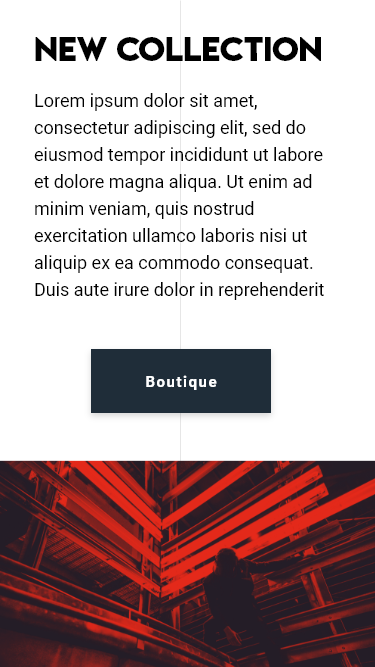 NEW COLLECTION
Lorem ipsum dolor sit amet,
consectetur adipiscing elit, sed do
eiusmod tempor incididunt ut labore
et dolore magna aliqua. Ut enim ad
minim veniam, quis nostrud
exercitation ullamco laboris nisi ut
aliquip ex ea commodo consequat.
Duis aute irure dolor in reprehenderit
Boutique